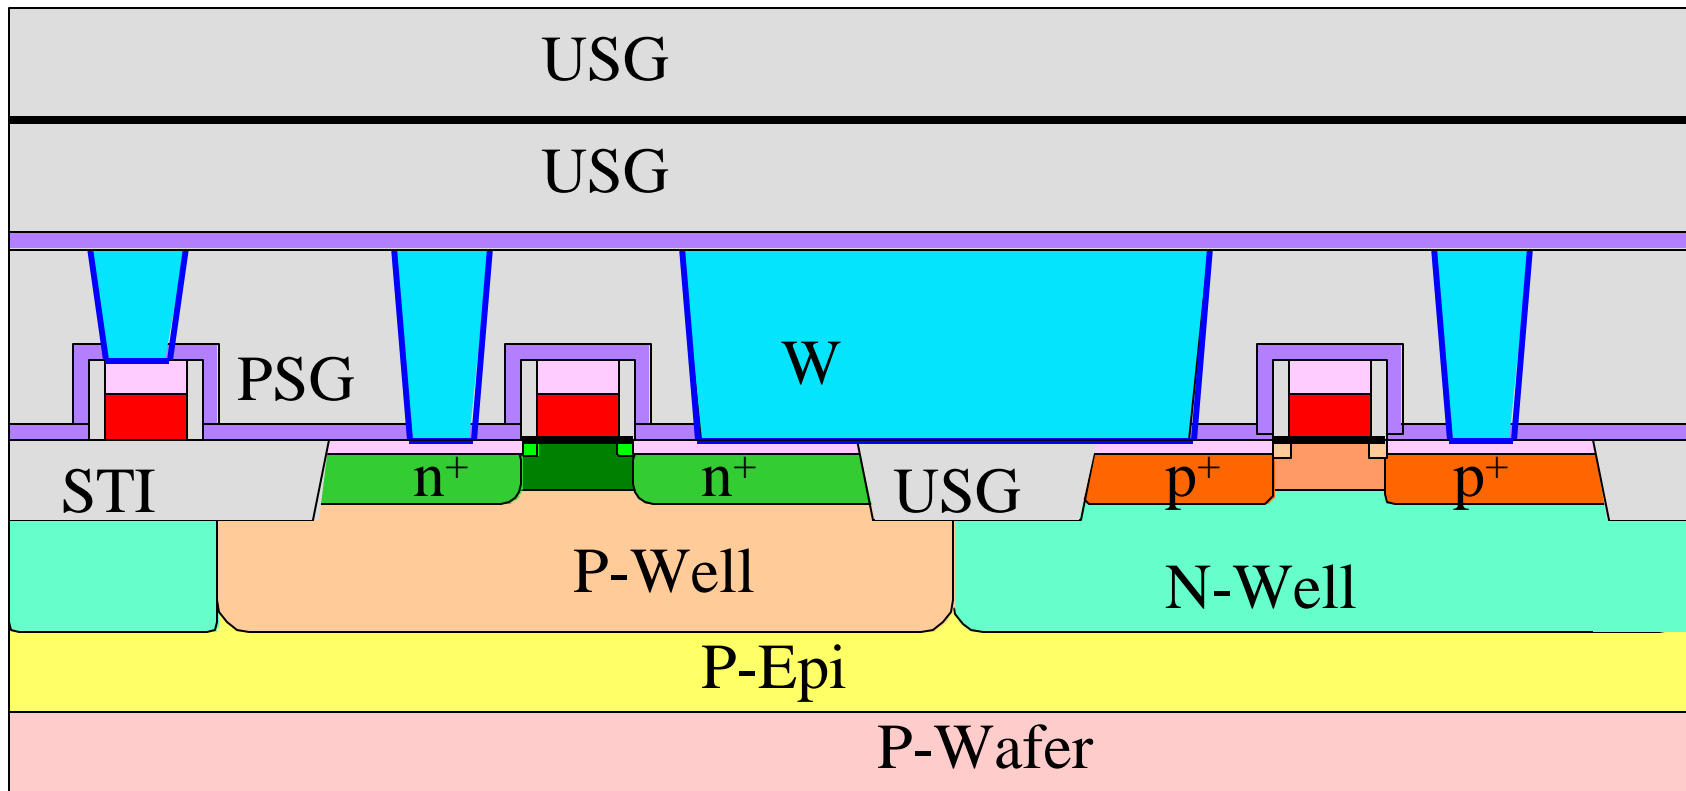 USG
USG
W
PSG
STI
n⁺
n⁺
USG
p⁺
p⁺
P-Well
N-Well
P-Epi
P-Wafer